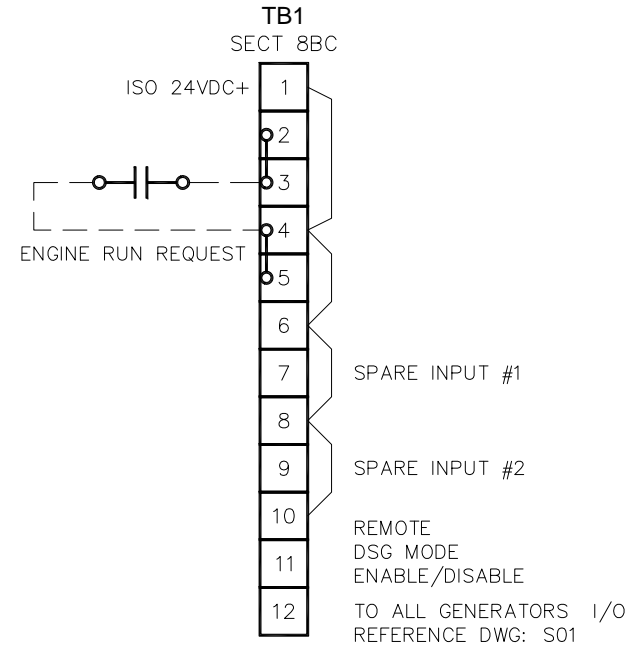 TB1
SECT 8BC
ISO 24VDC+
1
2
3
4
ENGINE RUN REQUEST
5
6
7 SPARE INPUT #1
8
9 SPARE INPUT #2
10
REMOTE
DSG MODE
11
ENABLE/DISABLE
12 TO ALL GENERATORS I/O
REFERENCE DWG: S01